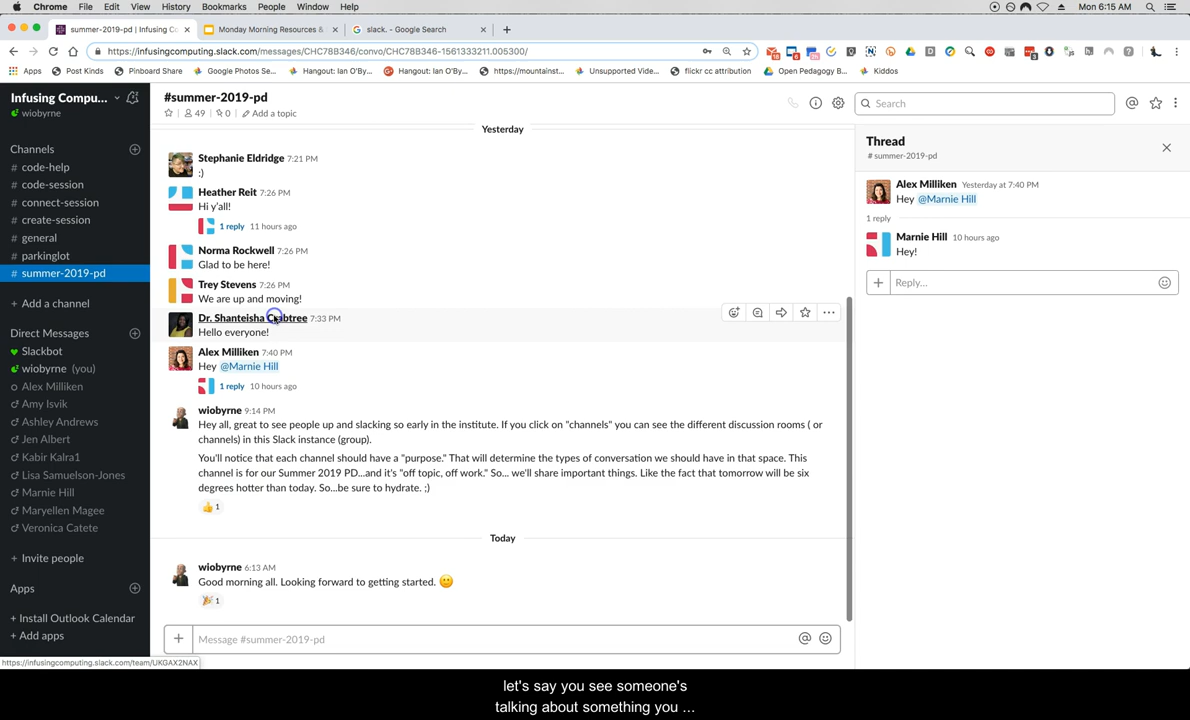 Chrome File Edit View History Bookmarks People Window Help Mon 6:15 AM
summer-2019-pd | Infusing Co
Monday Morning Resources &
slack. - Google Search
https://infusingcomputing.slack.com/messages/CHC78B346/convo/CHC78B346-1561333211.005300/
Apps Post Kinds Pinboard Share Google Photos Se... Hangout: Ian O'By... Hangout: Ian O'By... https://mountainst... Unsupported Video... flickr cc attribution Open Pedagogy B... Kiddos
Infusing Compu...
wiobyrne
Channels
# code-help
# code-session
# connect-session
# create-session
# general
# parkinglot
# summer-2019-pd
+ Add a channel
Direct Messages
Slackbot
wiobyrne (you)
Alex Milliken
Amy Isvik
Ashley Andrews
Jen Albert
Kabir Kalra1
Lisa Samuelson-Jones
Marnie Hill
Maryellen Magee
Veronica Catete
+ Invite people
Apps
+ Install Outlook Calendar
+ Add apps
https://infusingcomputing.slack.com/team/UKGAX2NAX
#summer-2019-pd
49 0 Add a topic
Search
Yesterday
Stephanie Eldridge 7:21 PM
:)
Heather Reit 7:26 PM
Hi y'all!
1 reply 11 hours ago
Norma Rockwell 7:26 PM
Glad to be here!
Trey Stevens 7:26 PM
We are up and moving!
Dr. Shanteisha Crabtree 7:33 PM
Hello everyone!
Alex Milliken 7:40 PM
Hey @Marnie Hill
1 reply 10 hours ago
wiobyrne 9:14 PM
Hey all, great to see people up and slacking so early in the institute. If you click on "channels" you can see the different discussion rooms ( or
channels) in this Slack instance (group).
You'll notice that each channel should have a "purpose." That will determine the types of conversation we should have in that space. This
channel is for our Summer 2019 PD...and it's "off topic, off work." So... we'll share important things. Like the fact that tomorrow will be six
degrees hotter than today. So...be sure to hydrate. ;)
1
Today
wiobyrne 6:13 AM
Good morning all. Looking forward to getting started.
1
Message #summer-2019-pd
Thread
# summer-2019-pd
Alex Milliken Yesterday at 7:40 PM
Hey @Marnie Hill
1 reply
Marnie Hill 10 hours ago
Hey!
Reply...
let's say you see someone's
talking about something you ...